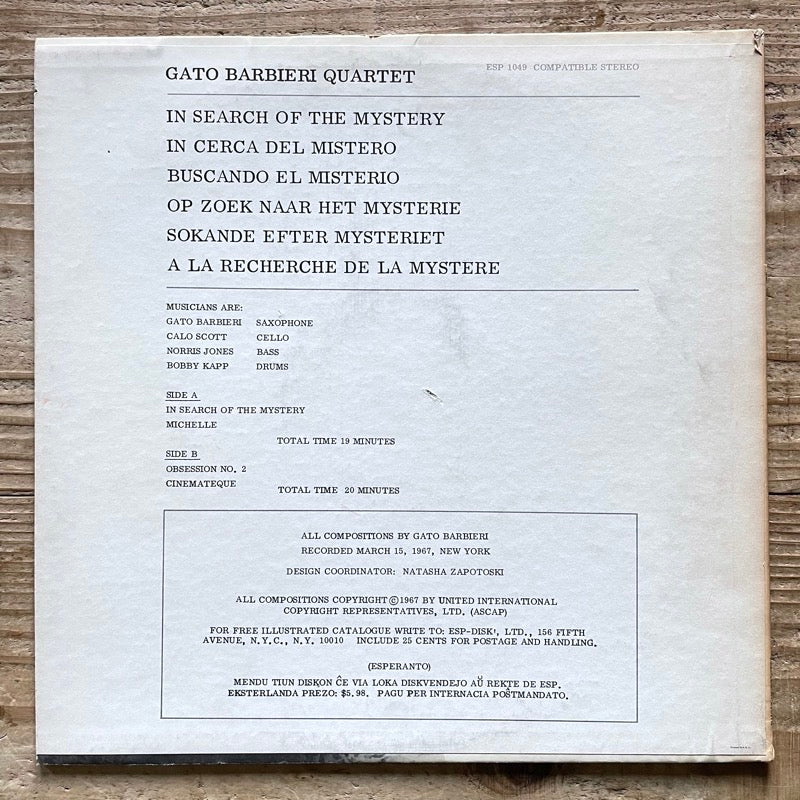 GATO BARBIERI QUARTET
ESP 1049 COMPATIBLE STEREO
IN SEARCH OF THE MYSTERY
IN CERCA DEL MISTERO
BUSCANDO EL MISTERIO
OP ZOEK NAAR HET MYSTERIE
SOKANDE EFTER MYSTERIET
A LA RECHERCHE DE LA MYSTERE
MUSICIANS ARE:
GATO BARBIERI SAXOPHONE
CALO SCOTT CELLO
NORRIS JONES BASS
BOBBY KAPP DRUMS
SIDE A
IN SEARCH OF THE MYSTERY
MICHELLE
TOTAL TIME 19 MINUTES
SIDE B
OBSESSION NO. 2
CINEMATEQUE
TOTAL TIME 20 MINUTES
ALL COMPOSITIONS BY GATO BARBIERI
RECORDED MARCH 15, 1967, NEW YORK
DESIGN COORDINATOR: NATASHA ZAPOTOSKI
ALL COMPOSITIONS COPYRIGHT ©1967 BY UNITED INTERNATIONAL
COPYRIGHT REPRESENTATIVES, LTD. (ASCAP)
FOR FREE ILLUSTRATED CATALOGUE WRITE TO: ESP-DISK', LTD., 156 FIFTH
AVENUE, N.Y.C., N.Y. 10010 INCLUDE 25 CENTS FOR POSTAGE AND HANDLING.
(ESPERANTO)
MENDU TIUN DISKON ĈE VIA LOKA DISKVENDEJO AŬ REKTE DE ESP.
EKSTERLANDA PREZO: $5.98. PAGU PER INTERNACIA POŜTMANDATO.